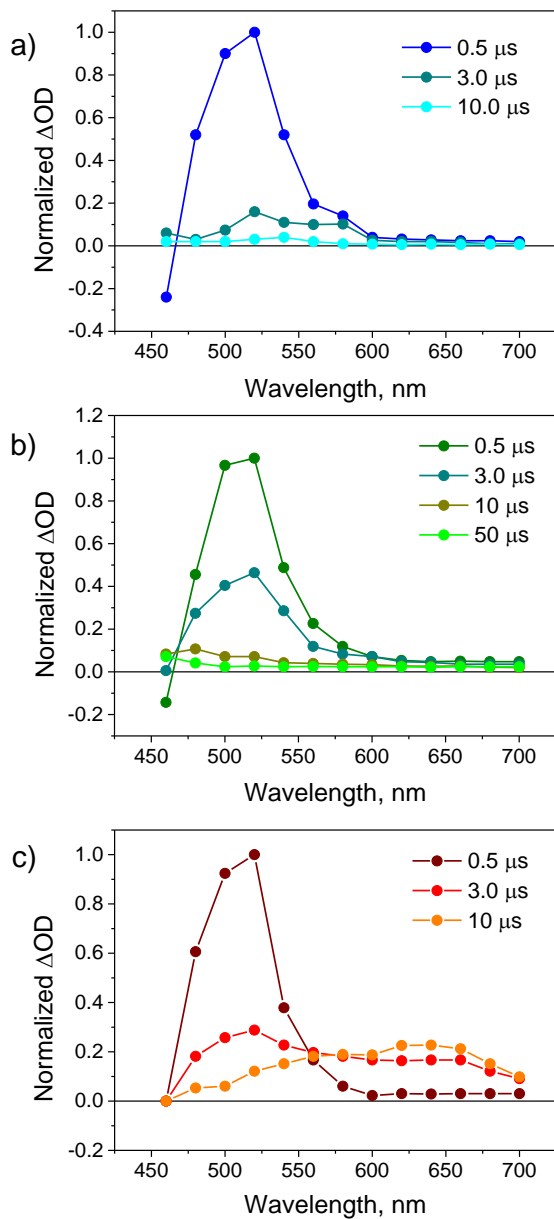 a)
1.0
0.8
0.6
0.4
0.2
0.0
-0.2
-0.4
Normalized ΔOD
0.5 μs
3.0 μs
10.0 μs
450 500 550 600 650 700
Wavelength, nm
b)
1.2
1.0
0.8
0.6
0.4
0.2
0.0
-0.2
Normalized ΔOD
0.5 μs
3.0 μs
10 μs
50 μs
450 500 550 600 650 700
Wavelength, nm
c)
1.0
0.8
0.6
0.4
0.2
0.0
-0.2
Normalized ΔOD
0.5 μs
3.0 μs
10 μs
450 500 550 600 650 700
Wavelength, nm